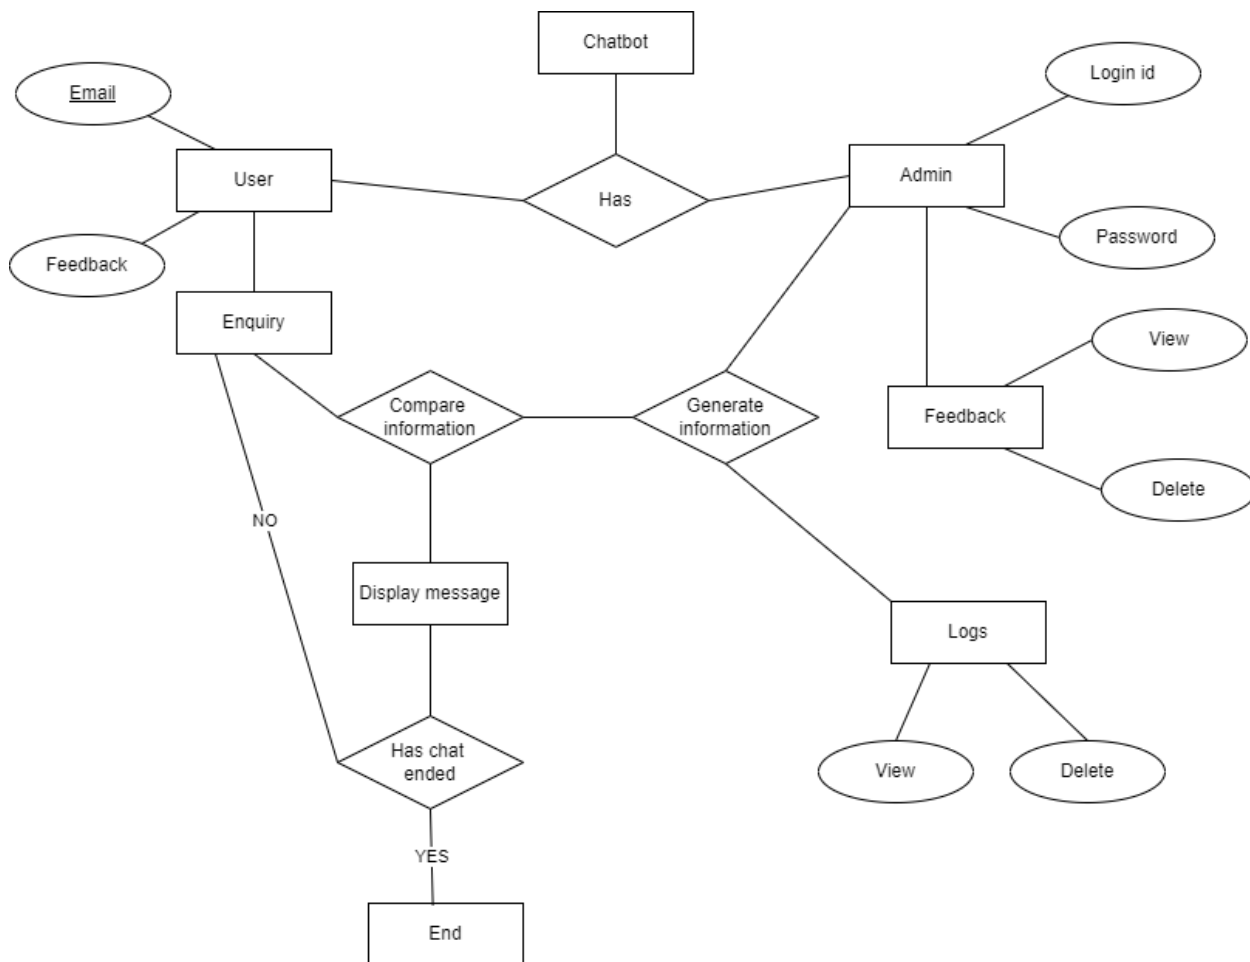 Chatbot
Login id
Email
User
Admin
Has
Password
Feedback
Enquiry
View
Compare
information
Generate
information
Feedback
Delete
NO
Display message
Logs
Has chat
ended
View
Delete
YES
End